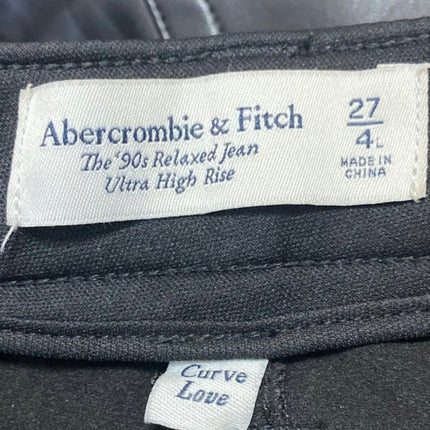 Abercrombie & Fitch
The '90s Relaxed Jean
Ultra High Rise
27
4L
MADE IN
CHINA
Curve
Love